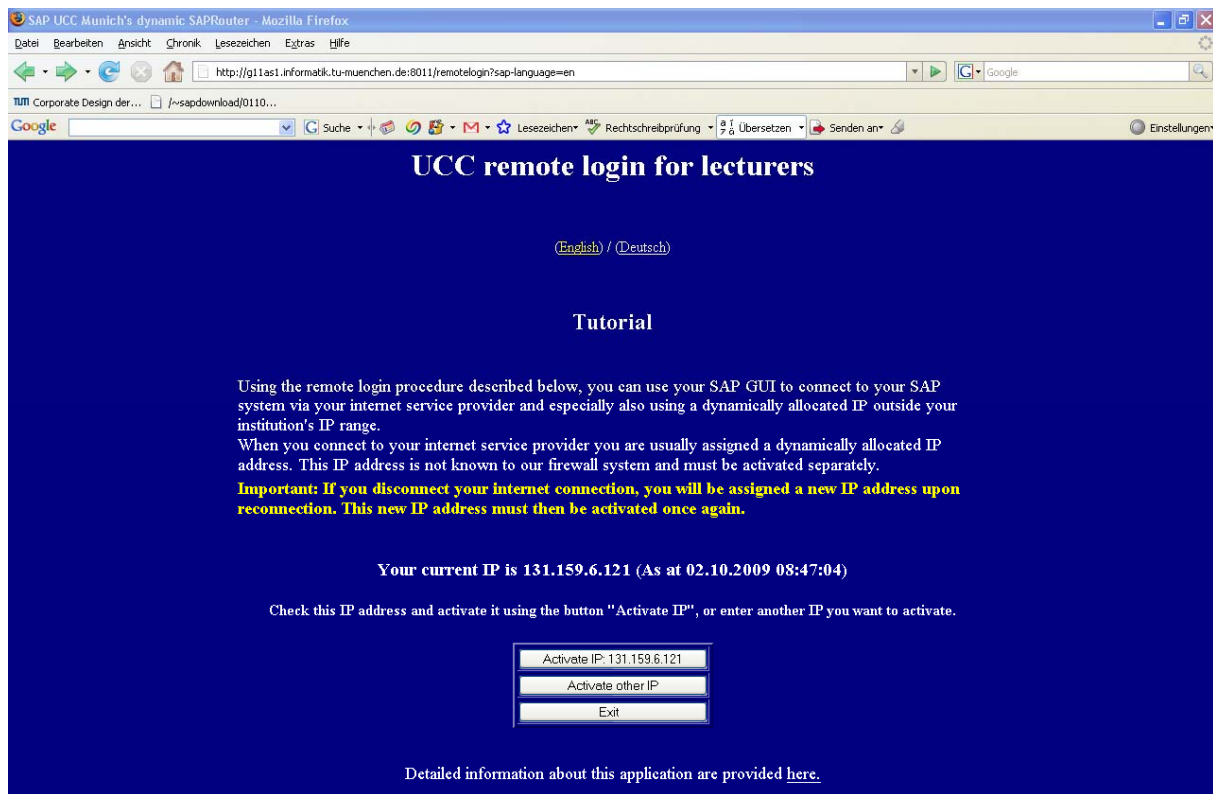 SAP UCC Munich's dynamic SAPRouter - Mozilla Firefox
Datei Bearbeiten Ansicht Chronik Lesezeichen Extras Hilfe
http://g11as1.informatik.tu-muenchen.de:8011/remotelogin?sap-language=en
Google
TUM Corporate Design der... /~sapdownload/0110...
Google Suche Lesezeichen Rechtschreibprüfung Übersetzen Senden an Einstellungen
UCC remote login for lecturers
(English) / (Deutsch)
Tutorial
Using the remote login procedure described below, you can use your SAP GUI to connect to your SAP
system via your internet service provider and especially also using a dynamically allocated IP outside your
institution's IP range.
When you connect to your internet service provider you are usually assigned a dynamically allocated IP
address. This IP address is not known to our firewall system and must be activated separately.
Important: If you disconnect your internet connection, you will be assigned a new IP address upon
reconnection. This new IP address must then be activated once again.
Your current IP is 131.159.6.121 (As at 02.10.2009 08:47:04)
Check this IP address and activate it using the button "Activate IP", or enter another IP you want to activate.
Activate IP: 131.159.6.121
Activate other IP
Exit
Detailed information about this application are provided here.